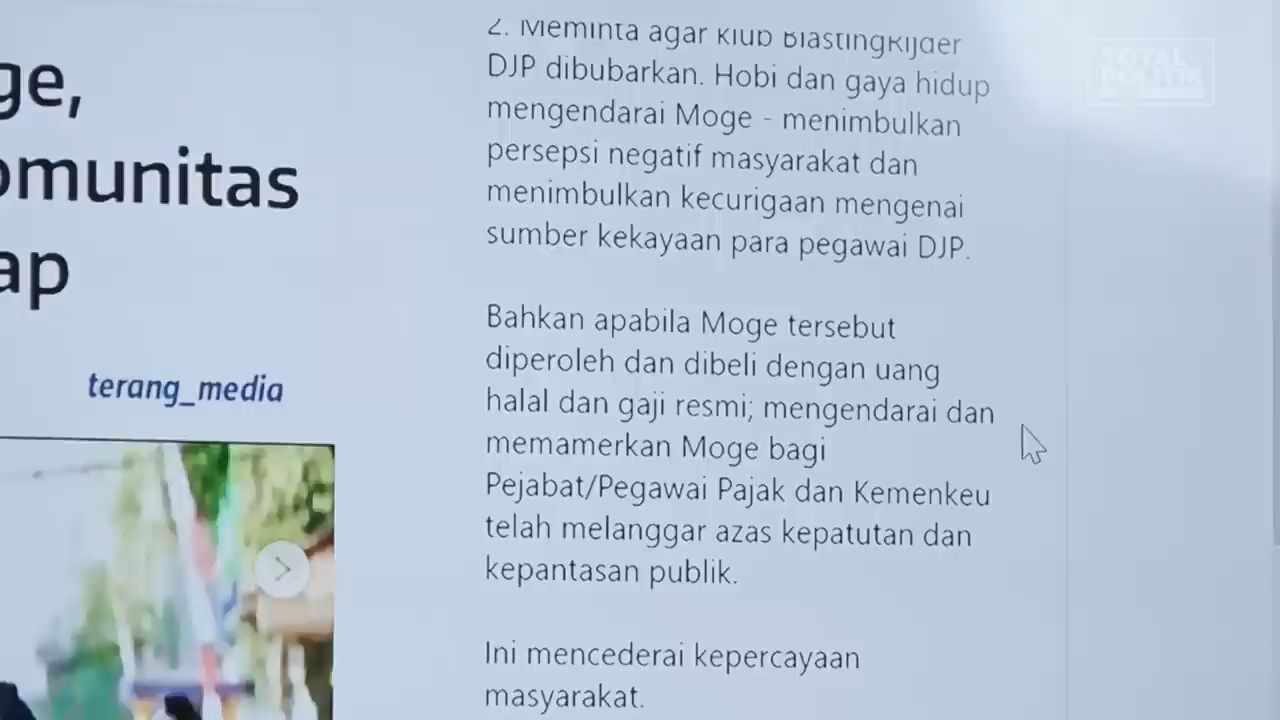 ge,
omunitas
ap
terang_media
2. Meminta agar klub BlastingRijder
DJP dibubarkan. Hobi dan gaya hidup
mengendarai Moge - menimbulkan
persepsi negatif masyarakat dan
menimbulkan kecurigaan mengenai
sumber kekayaan para pegawai DJP.
Bahkan apabila Moge tersebut
diperoleh dan dibeli dengan uang
halal dan gaji resmi; mengendarai dan
memamerkan Moge bagi
Pejabat/Pegawai Pajak dan Kemenkeu
telah melanggar azas kepatutan dan
kepantasan publik.
Ini mencederai kepercayaan
masyarakat.
TOTAL
POLITIK